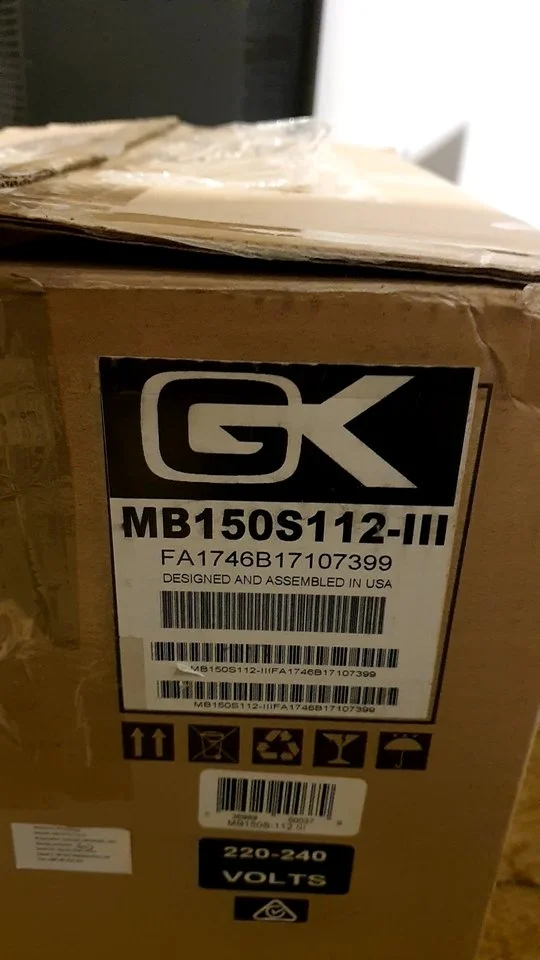 GK
MB150S112-III
FA1746B17107399
DESIGNED AND ASSEMBLED IN USA
MB150S112-IIIFA1746B17107399
MB150S112-IIIFA1746B17107399
MB150S-112 III
220-240
VOLTS